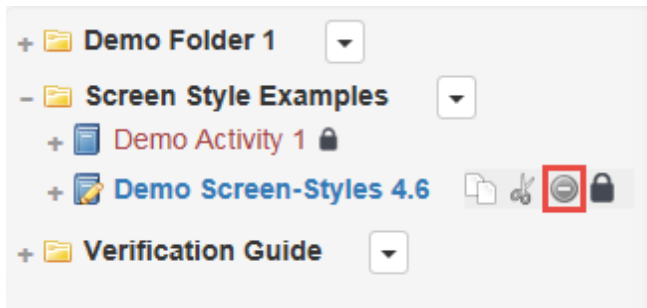 Demo Folder 1
Screen Style Examples
Demo Activity 1
Demo Screen-Styles 4.6
Verification Guide